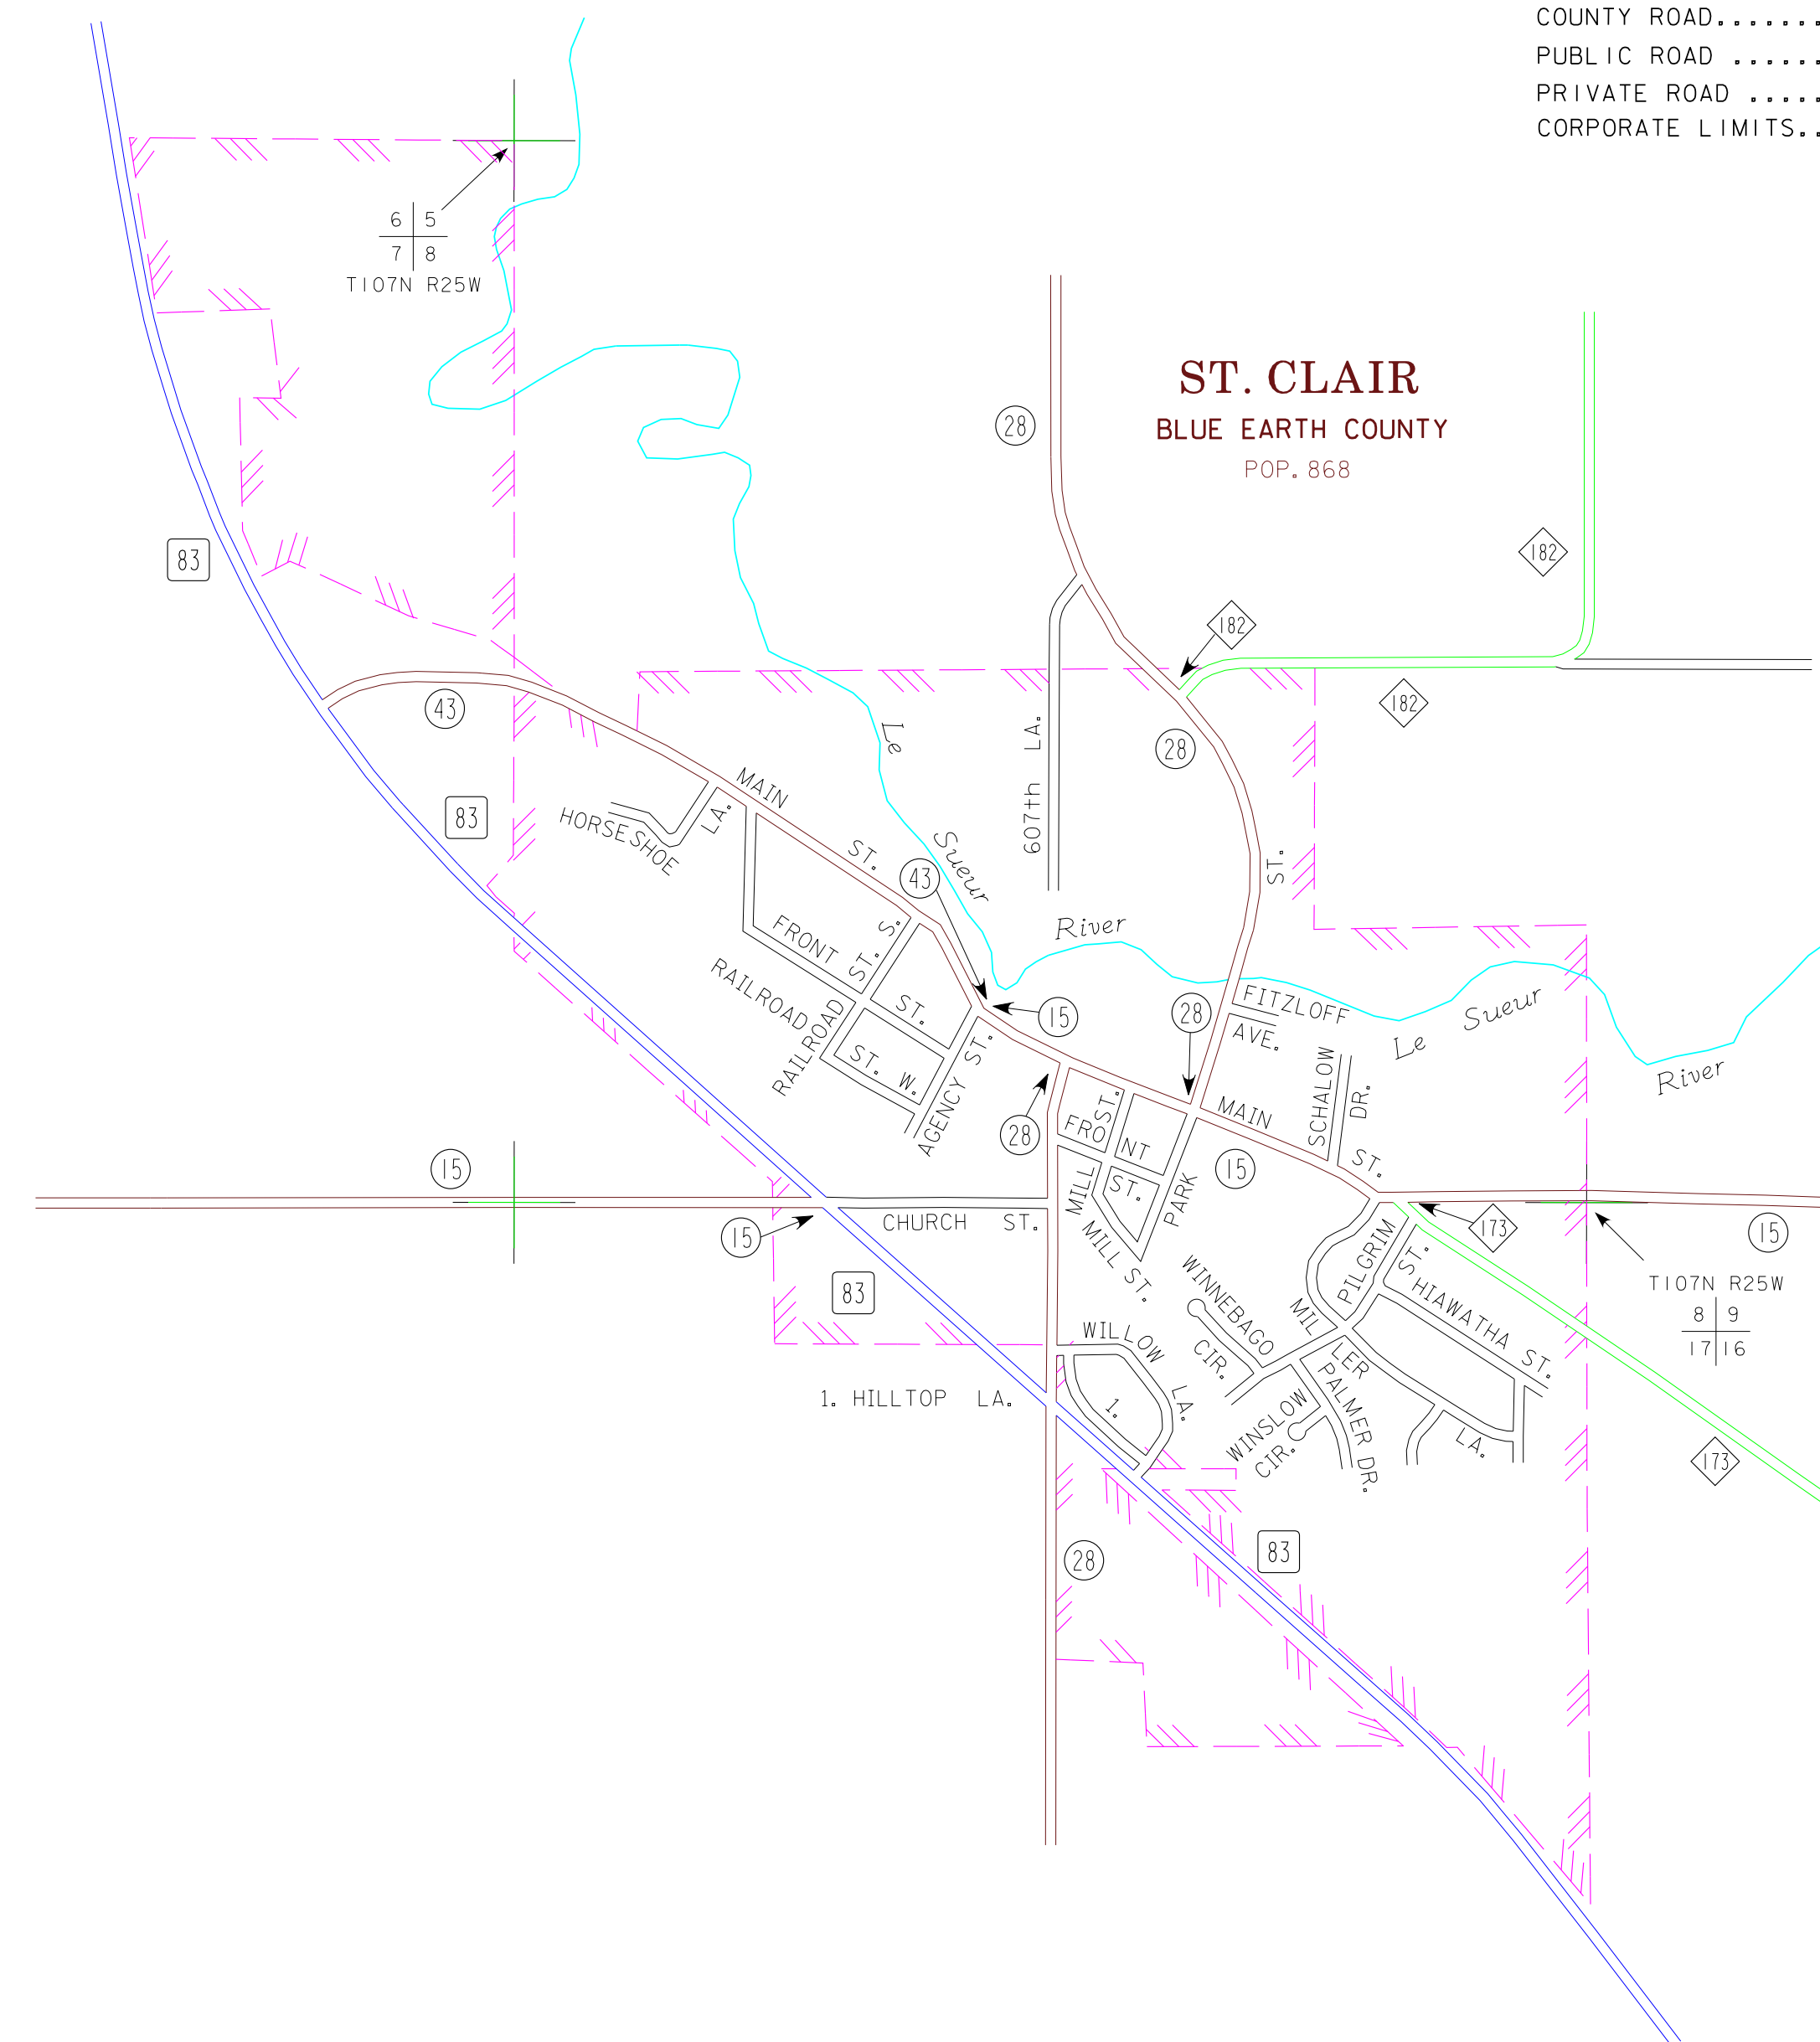 COUNTY ROAD.......
PUBLIC ROAD ......
PRIVATE ROAD .....
CORPORATE LIMITS..
6 5
7 8
T107N R25W
ST. CLAIR
BLUE EARTH COUNTY
POP. 868
28
182
83
182
43
182
28
607th LA.
Le
Sueur
River
83
MAIN
ST.
HORSESHOE
LA.
43
ST.
FRONT
ST.
RAILROAD
ST. S.
RAILROAD
ST. W.
AGENCY ST.
15
28
28
FITZLOFF
AVE.
Le Sueur
River
SCHALOW
DR.
MAIN
ST.
FRONT
ST.
MILL
ST.
MILL ST.
PARK
15
15
15
CHURCH ST.
83
173
15
T107N R25W
8 9
17 16
PILGRIM
ST.
HIAWATHA ST.
WINNEBAGO
CIR.
MILLER
LA.
PALMER DR.
WINSLOW
CIR.
WILLOW
LA.
1.
1. HILLTOP LA.
173
28
83